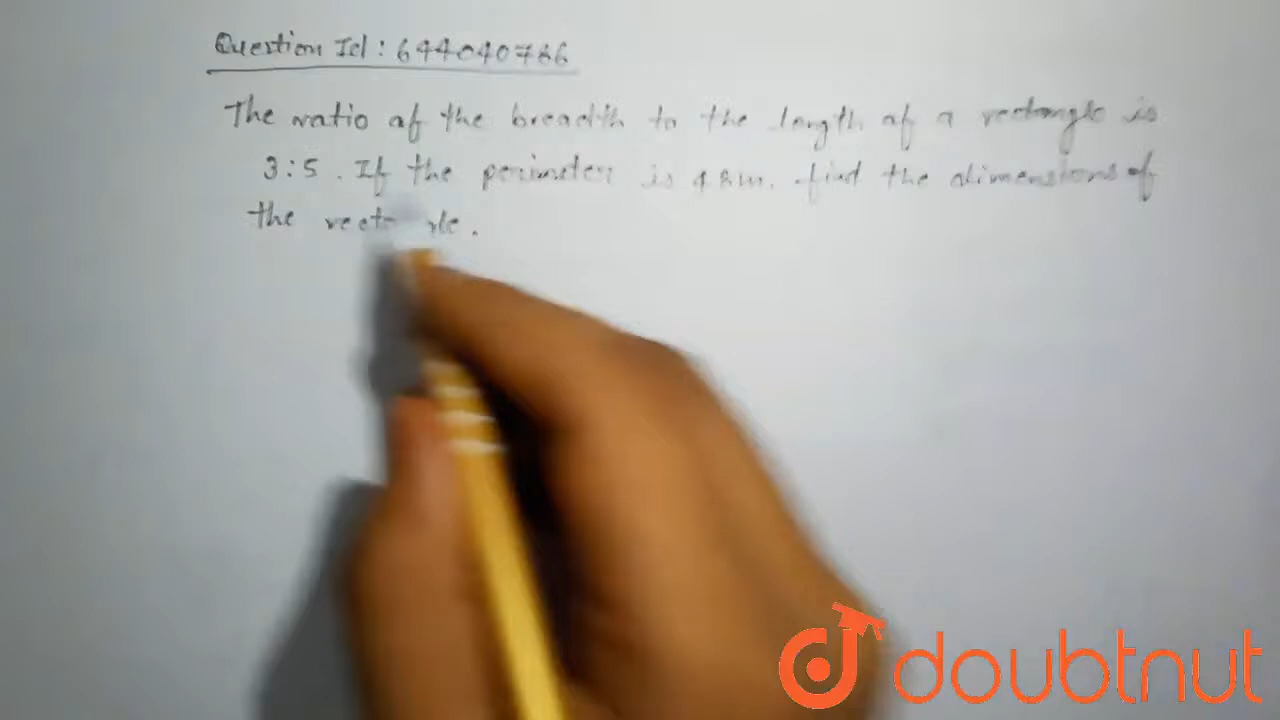 Question Id : 644040766
The ratio of the breadth to the length of a rectangle is
3:5 . If the perimeter is 48m. find the dimensions of
the
doubtnut